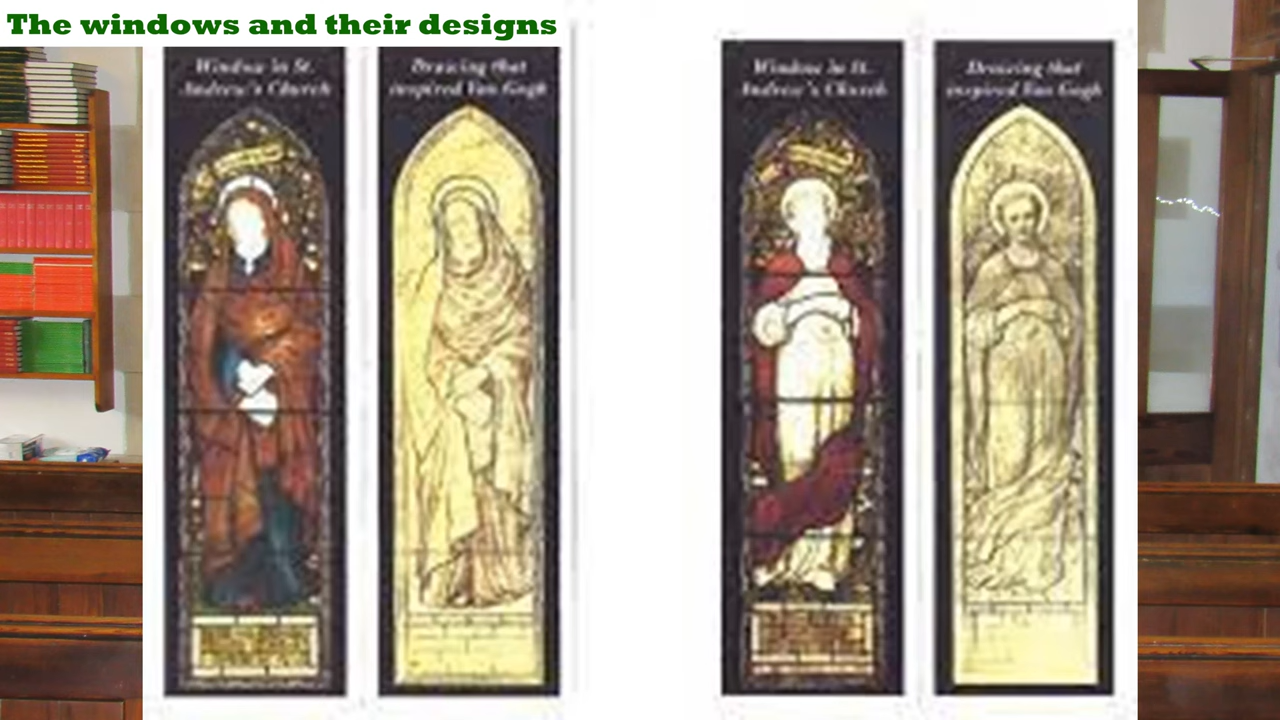 The windows and their designs
Window in St.
Andrew's Church
Drawing that
inspired Van Gogh
Window in St.
Andrew's Church
Drawing that
inspired Van Gogh